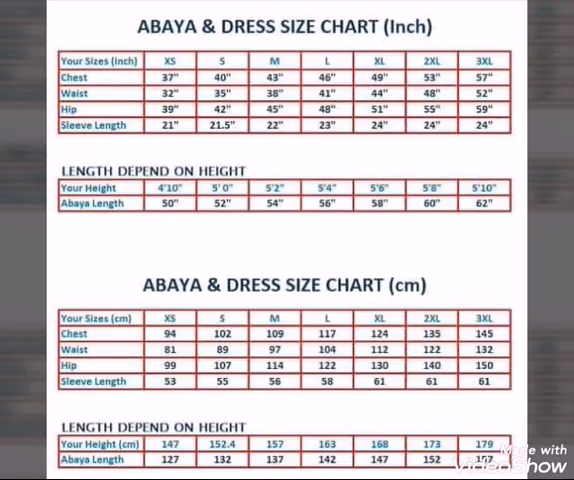 ABAYA & DRESS SIZE CHART (Inch)
Your Sizes (Inch) XS S M L XL 2XL 3XL
Chest 37" 40" 43" 46" 49" 53" 57"
Waist 32" 35" 38" 41" 44" 48" 52"
Hip 39" 42" 45" 48" 51" 55" 59"
Sleeve Length 21" 21.5" 22" 23" 24" 24" 24"
LENGTH DEPEND ON HEIGHT
Your Height 4'10" 5' 0" 5'2" 5'4" 5'6" 5'8" 5'10"
Abaya Length 50" 52" 54" 56" 58" 60" 62"
ABAYA & DRESS SIZE CHART (cm)
Your Sizes (cm) XS S M L XL 2XL 3XL
Chest 94 102 109 117 124 135 145
Waist 81 89 97 104 112 122 132
Hip 99 107 114 122 130 140 150
Sleeve Length 53 55 56 58 61 61 61
LENGTH DEPEND ON HEIGHT
Your Height (cm) 147 152.4 157 163 168 173 179
Abaya Length 127 132 137 142 147 152 157
Made with
VideoShow